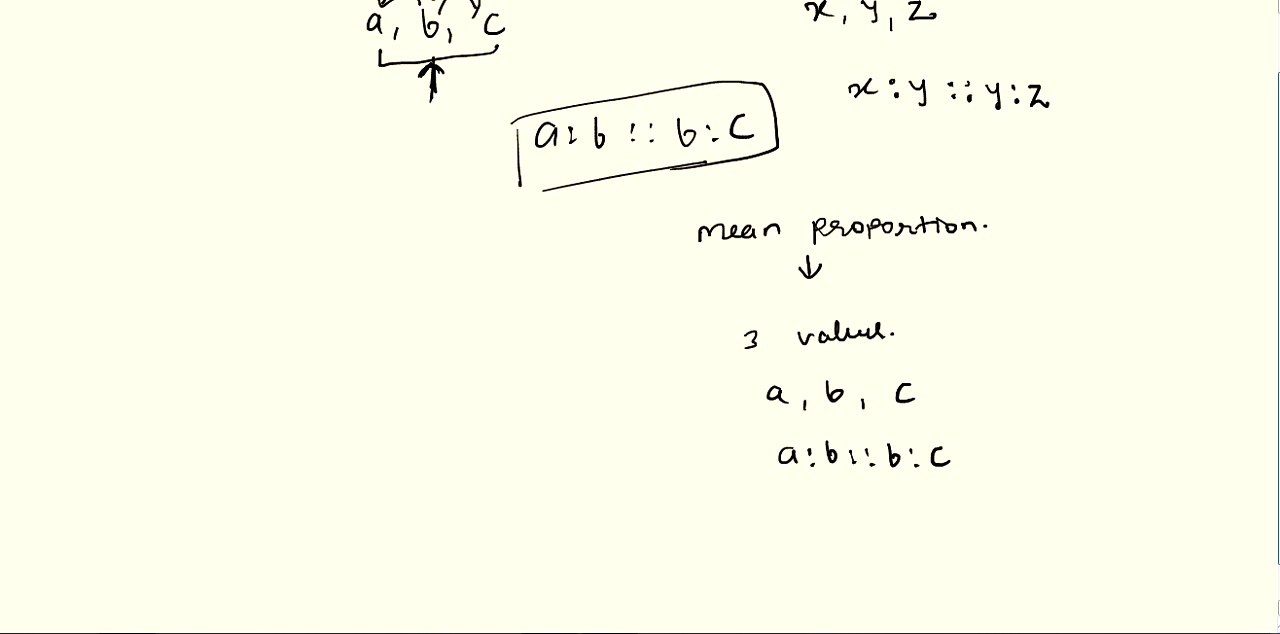 a, b, c
x, y, z
x : y :: y : z
a : b :: b : c
mean proportion.
3 value.
a, b, c
a : b :: b : c